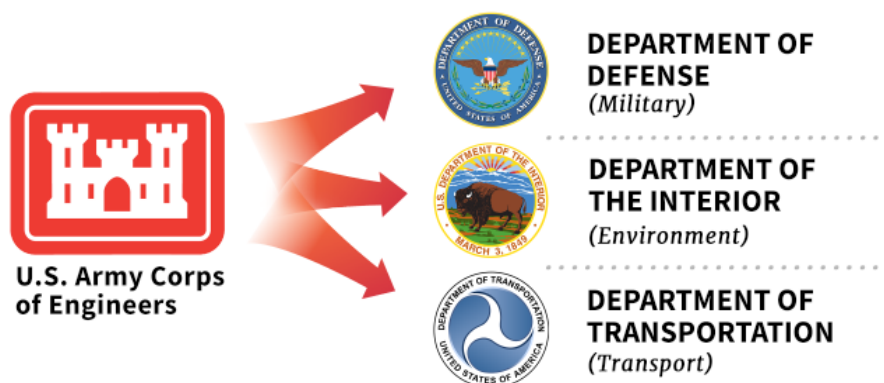 U.S. Army Corps
of Engineers
DEPARTMENT OF DEFENSE
UNITED STATES OF AMERICA
DEPARTMENT OF
DEFENSE
(Military)
U.S. DEPARTMENT OF THE INTERIOR
MARCH 3, 1849
DEPARTMENT OF
THE INTERIOR
(Environment)
DEPARTMENT OF TRANSPORTATION
UNITED STATES OF AMERICA
DEPARTMENT OF
TRANSPORTATION
(Transport)